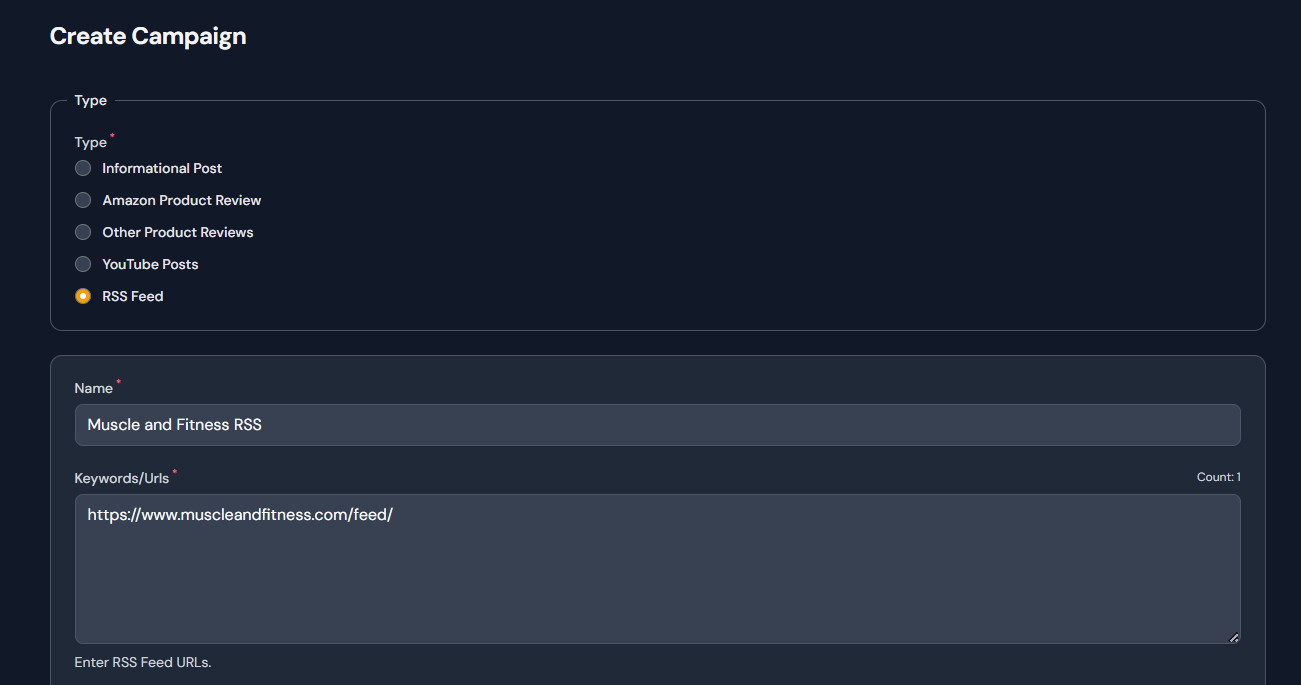 Create Campaign
Type
Type *
Informational Post
Amazon Product Review
Other Product Reviews
YouTube Posts
RSS Feed
Name *
Muscle and Fitness RSS
Keywords/Urls * Count: 1
https://www.muscleandfitness.com/feed/
Enter RSS Feed URLs.